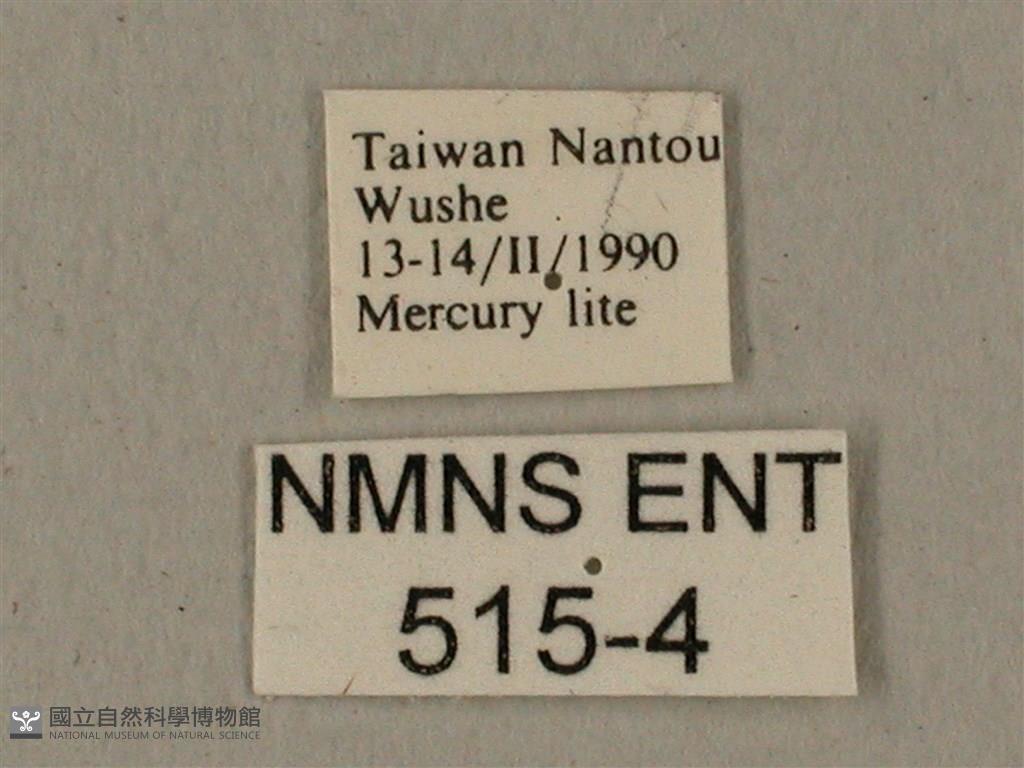 Taiwan Nantou
Wushe
13-14/II/1990
Mercury lite
NMNS ENT
515-4
國立自然科學博物館
NATIONAL MUSEUM OF NATURAL SCIENCE